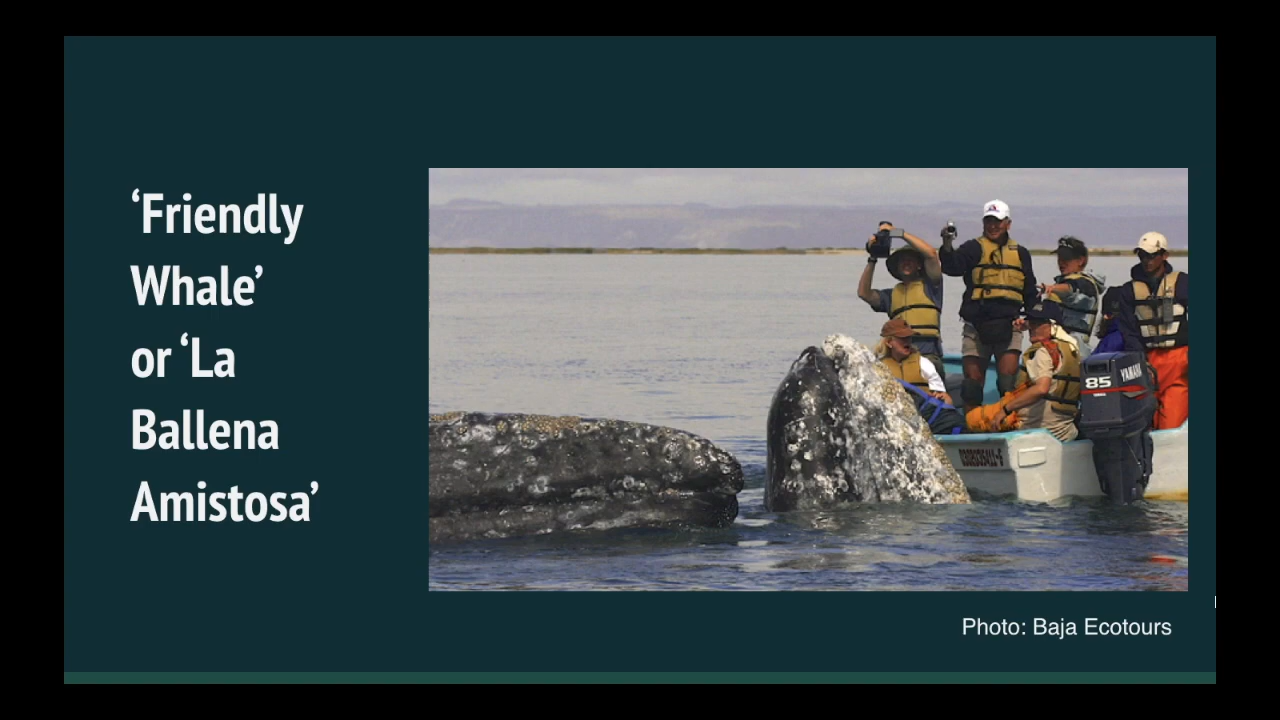 ‘Friendly
Whale’
or ‘La
Ballena
Amistosa’
85 YAMAHA
Photo: Baja Ecotours